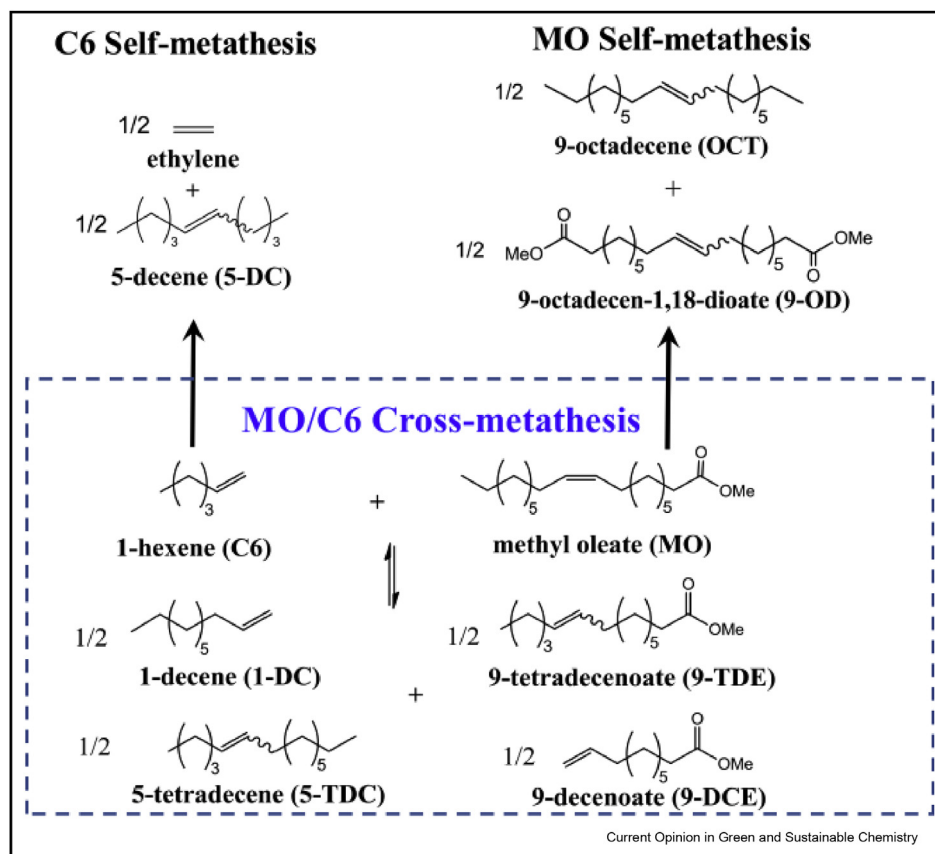 C6 Self-metathesis
1/2
ethylene
+
1/2 ( )3 ( )3
5-decene (5-DC)
MO Self-metathesis
1/2 ( )5 ( )5
9-octadecene (OCT)
+
1/2 MeO O ( )5 ( )5 OMe O
9-octadecen-1,18-dioate (9-OD)
MO/C6 Cross-metathesis
( )3
1-hexene (C6)
+
( )5 ( )5 O OMe
methyl oleate (MO)
1/2 ( )5
1-decene (1-DC)
1/2 ( )3 ( )5 O OMe
9-tetradecenoate (9-TDE)
+
1/2 ( )3 ( )5
5-tetradecene (5-TDC)
1/2 ( )5 O OMe
9-decenoate (9-DCE)
Current Opinion in Green and Sustainable Chemistry